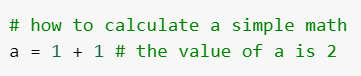 # how to calculate a simple math
a = 1 + 1 # the value of a is 2